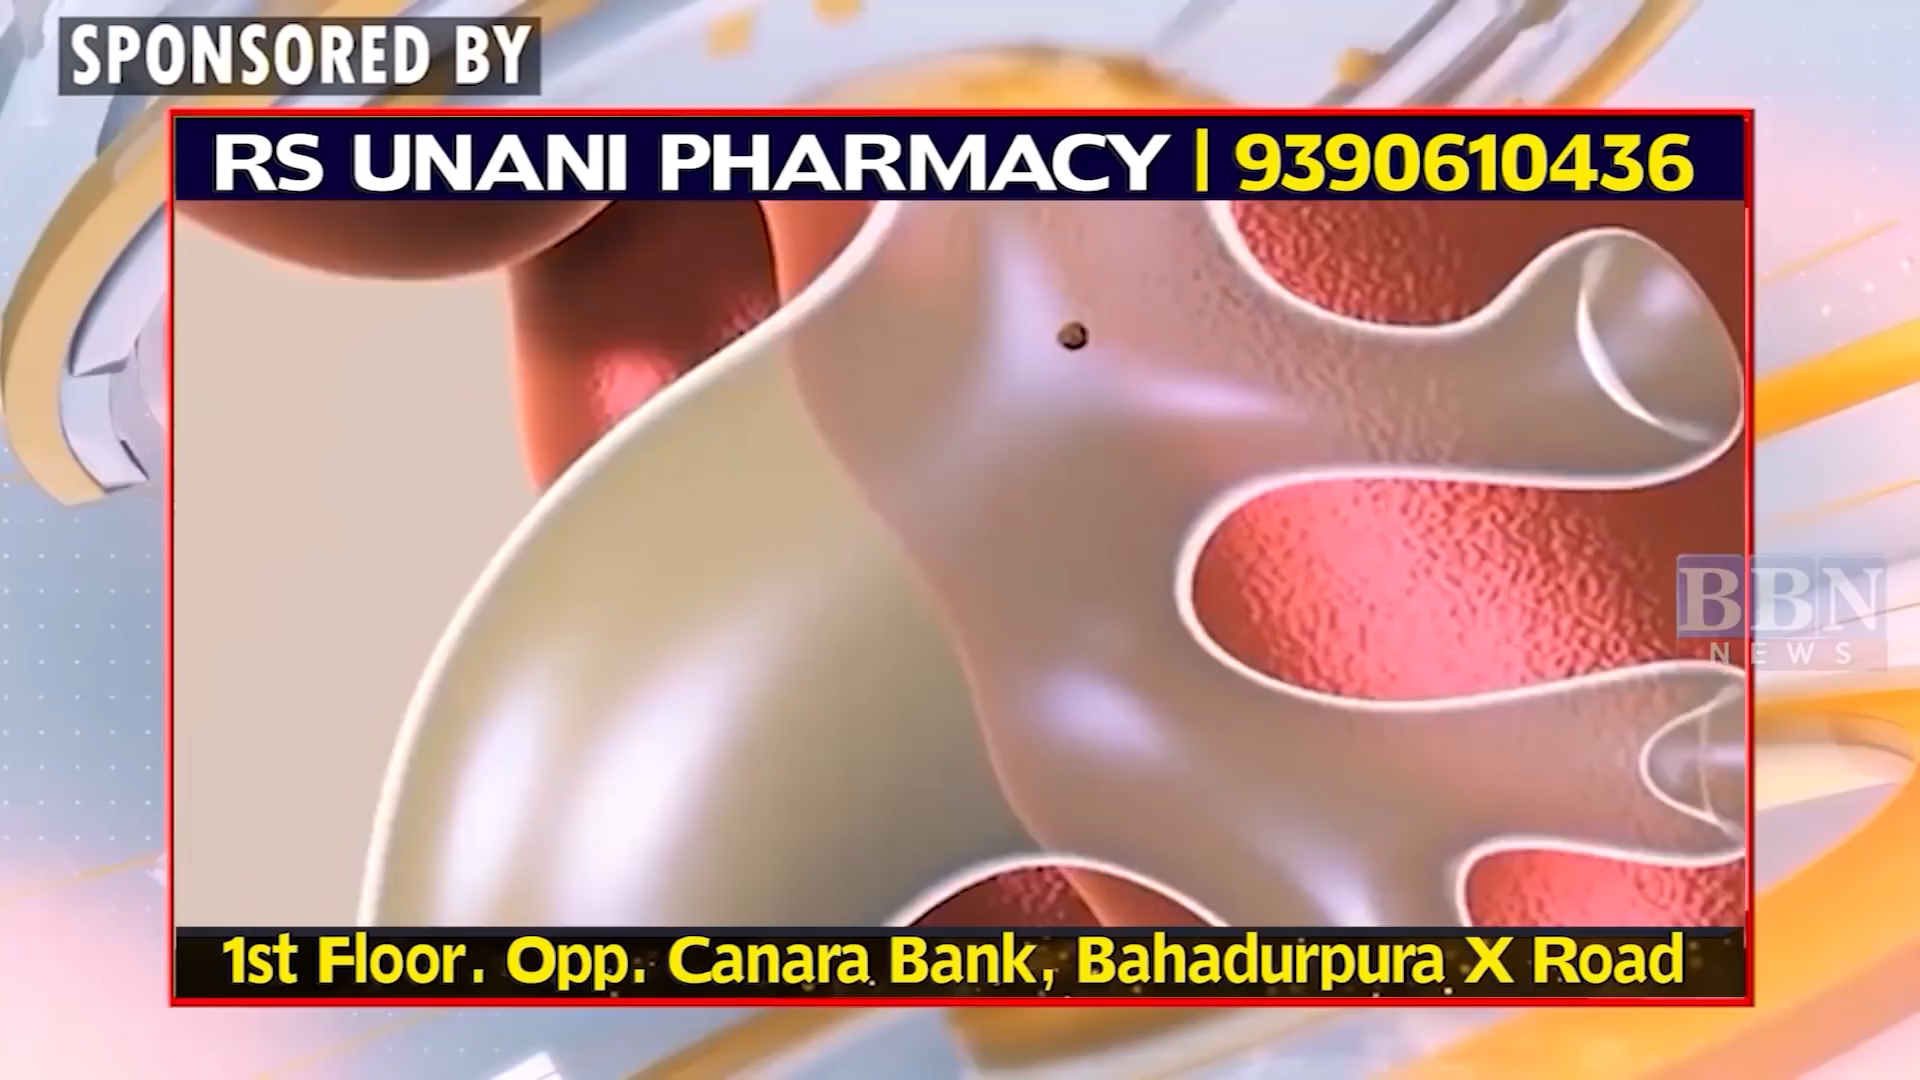 SPONSORED BY
RS UNANI PHARMACY | 9390610436
BBN
NEWS
1st Floor. Opp. Canara Bank, Bahadurpura X Road